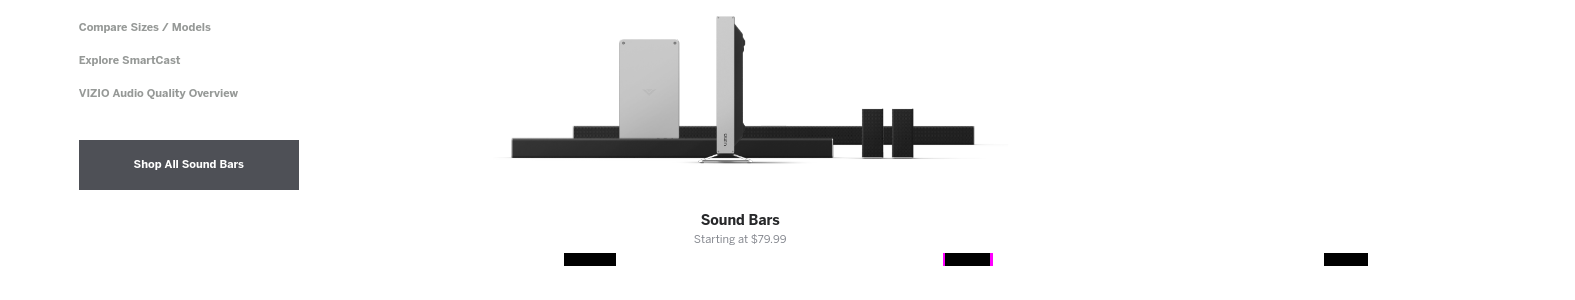 Compare Sizes / Models
Explore SmartCast
VIZIO Audio Quality Overview
Shop All Sound Bars
Sound Bars
Starting at $79.99